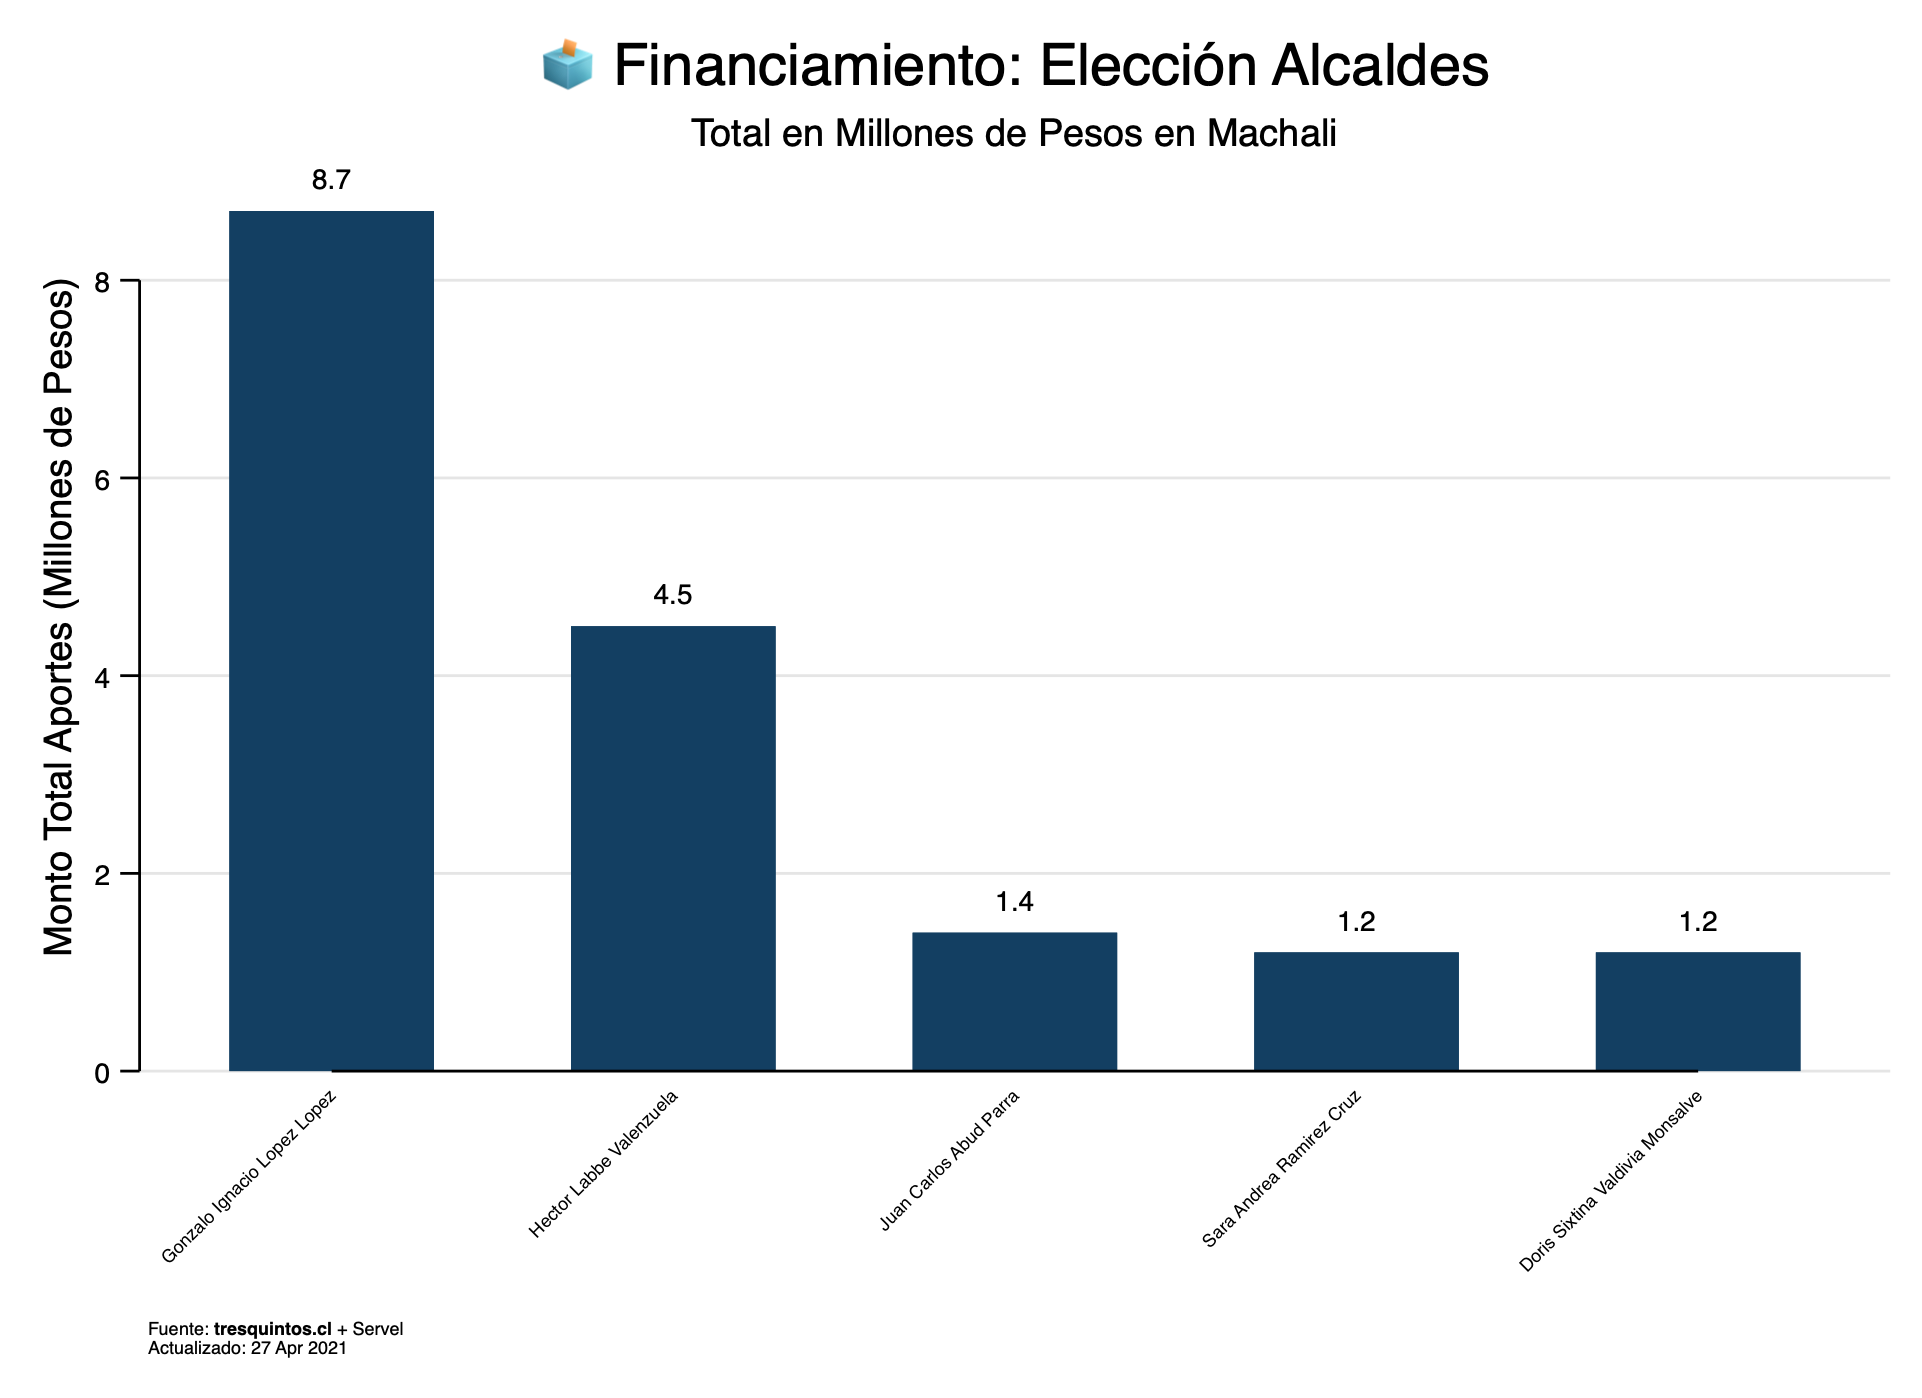 Financiamiento: Elección Alcaldes
Total en Millones de Pesos en Machali
Monto Total Aportes (Millones de Pesos)
8
6
4
2
0
8.7
4.5
1.4
1.2
1.2
Gonzalo Ignacio Lopez Lopez
Hector Labbe Valenzuela
Juan Carlos Abud Parra
Sara Andrea Ramirez Cruz
Doris Sixtina Valdivia Monsalve
Fuente: tresquintos.cl + Servel
Actualizado: 27 Apr 2021